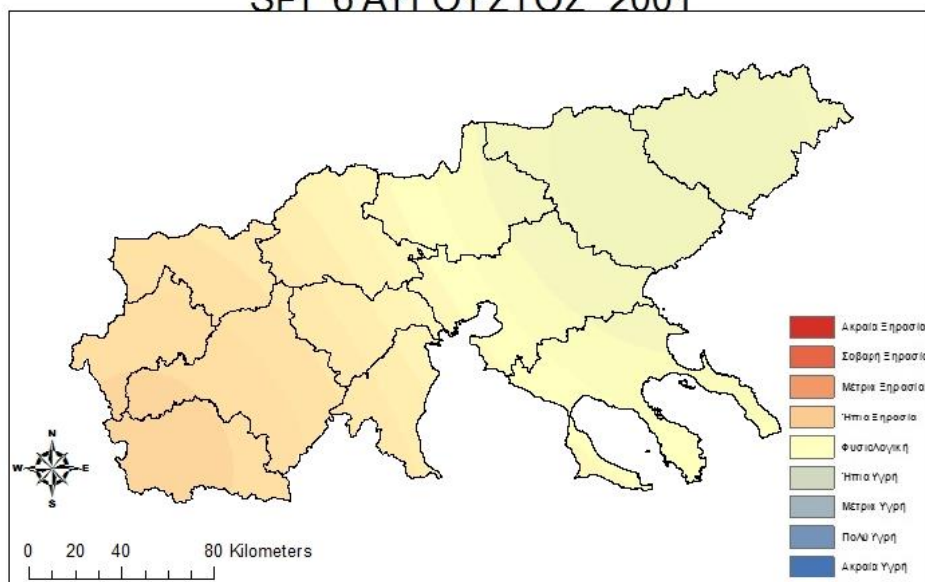 SPI 6 ΑΥΓΟΥΣΤΟΣ 2001
Ακραία Ξηρασία
Σοβαρή Ξηρασία
Μέτρια Ξηρασία
Ήπια Ξηρασία
Φυσιολογική
Ήπια Υγρή
Μέτρια Υγρή
Πολύ Υγρή
Ακραία Υγρή
N
W E
S
0 20 40 80 Kilometers